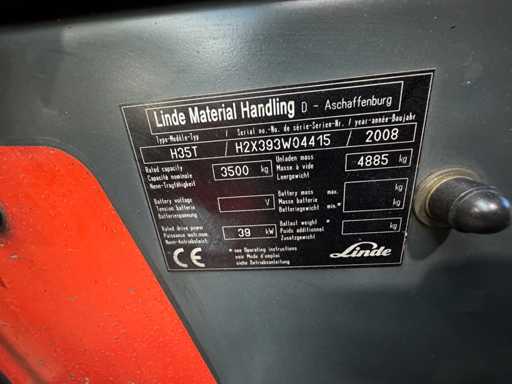 Linde Material Handling D - Aschaffenburg
Type-Modèle-Typ / Serial no.-No. de série-Serien-Nr. / year-année-Baujahr
H35T / H2X393W04415 / 2008
Rated capacity
Capacité nominale
Nenn-Tragfähigkeit
3500 kg
Unladen mass
Masse à vide
Leergewicht
4885 kg
Battery voltage
Tension batterie
Batteriespannung
V
Battery mass max. kg
Masse batterie
Batteriegewicht min.* kg
Rated drive power
Puissance motr.nom.
Nenn-Antriebsleist.
39 kW
Ballast weight *
Poids additionnel
Zusatzgewicht
kg
CE
* see Operating instructions
voir Mode d'emploi
siehe Betriebsanleitung
Linde